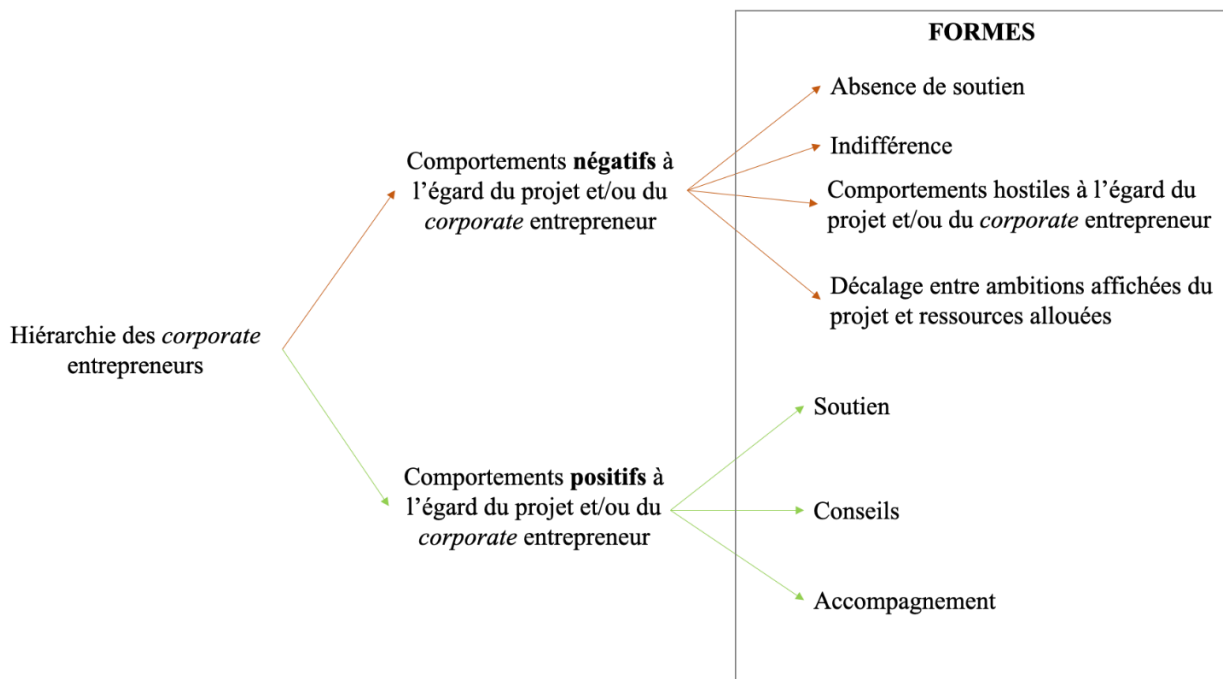 FORMES
Absence de soutien
Indifférence
Comportements négatifs à
l’égard du projet et/ou du
corporate entrepreneur
Comportements hostiles à l’égard du
projet et/ou du corporate entrepreneur
Décalage entre ambitions affichées du
projet et ressources allouées
Hiérarchie des corporate
entrepreneurs
Soutien
Comportements positifs à
l’égard du projet et/ou du
corporate entrepreneur
Conseils
Accompagnement